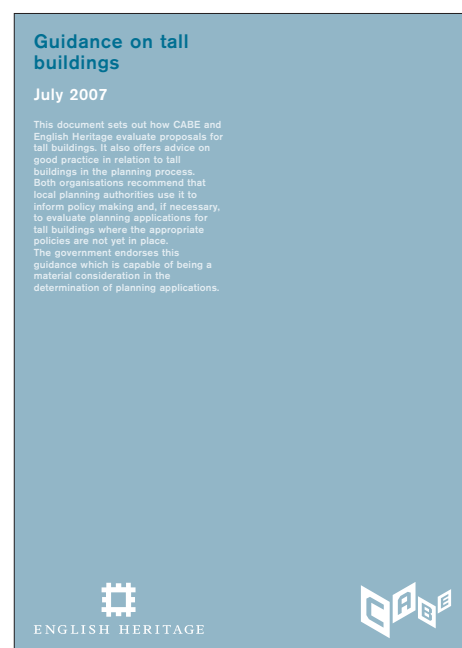 Guidance on tall
buildings
July 2007
This document sets out how CABE and
English Heritage evaluate proposals for
tall buildings. It also offers advice on
good practice in relation to tall
buildings in the planning process.
Both organisations recommend that
local planning authorities use it to
inform policy making and, if necessary,
to evaluate planning applications for
tall buildings where the appropriate
policies are not yet in place.
The government endorses this
guidance which is capable of being a
material consideration in the
determination of planning applications.
ENGLISH HERITAGE
CABE